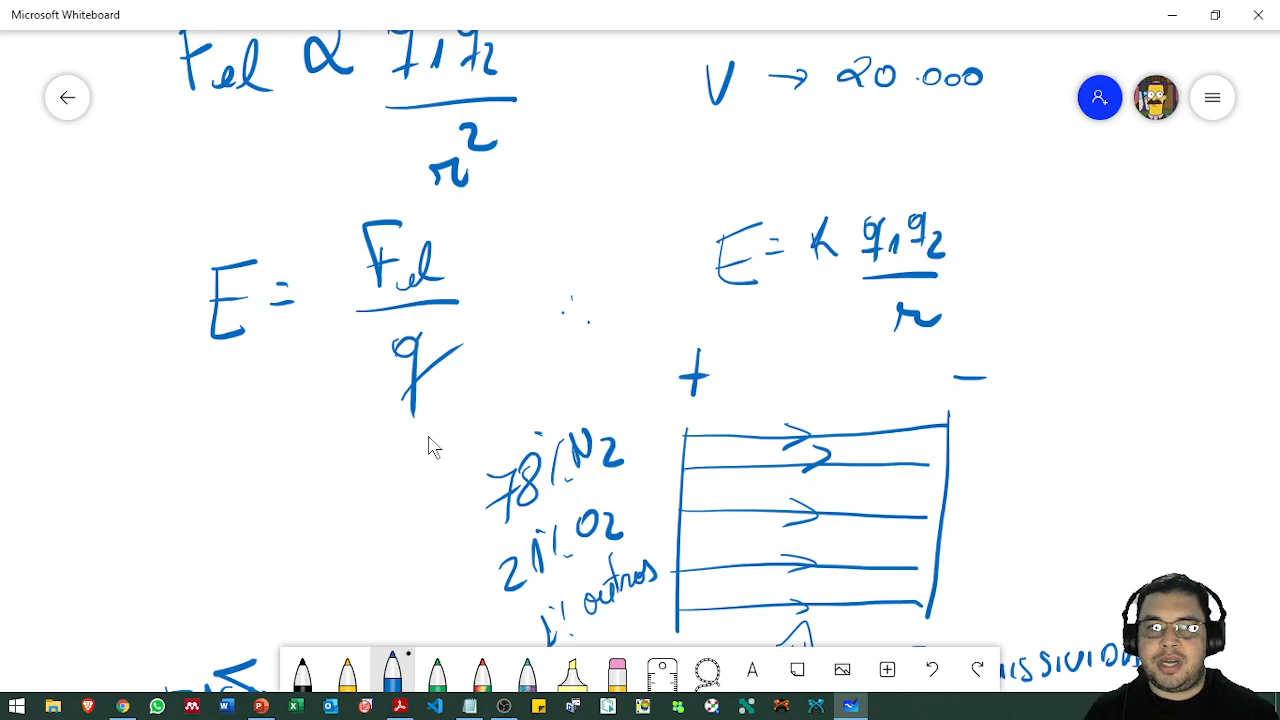 Microsoft Whiteboard
Fel ∝ q1q2
r²
V → 20.000
E = Fel
q
∴
E = k q1q2
r
+ −
78% N2
21% O2
1% outros